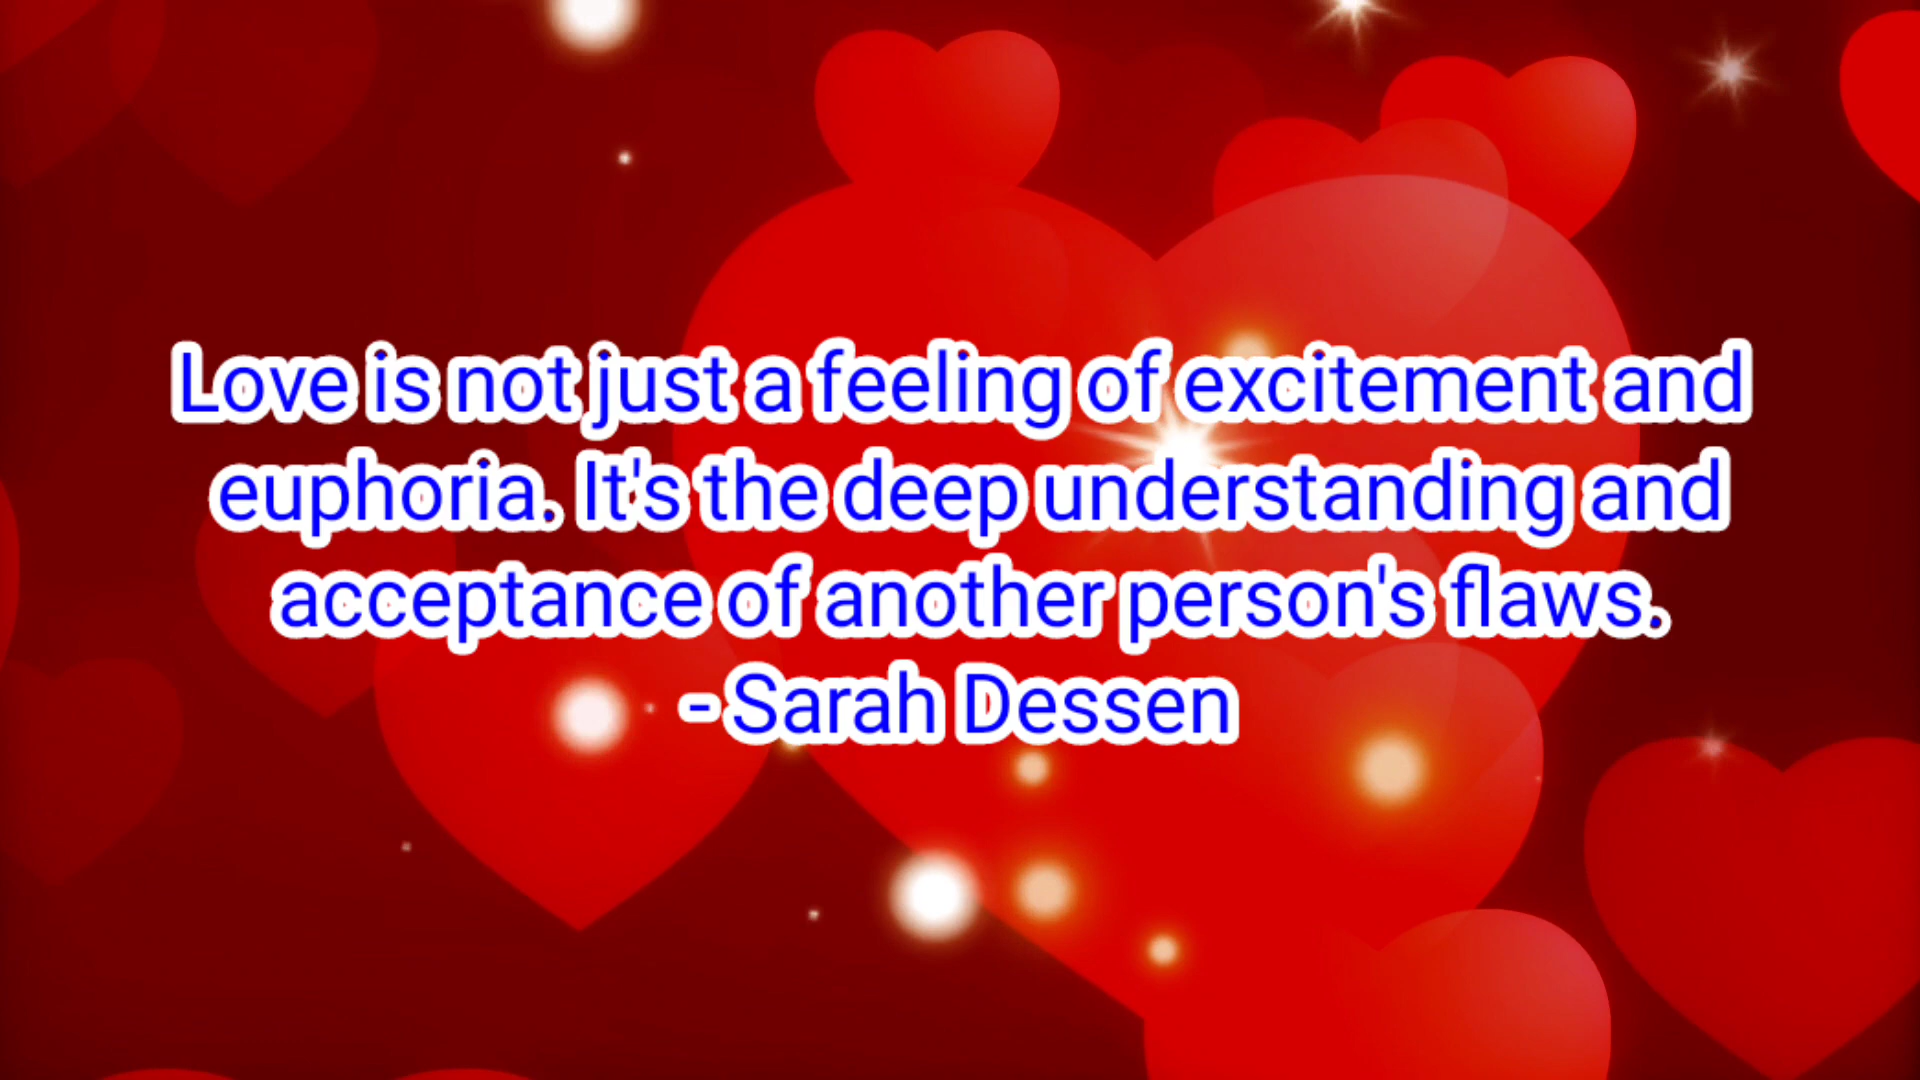 Love is not just a feeling of excitement and
euphoria. It's the deep understanding and
acceptance of another person's flaws.
- Sarah Dessen